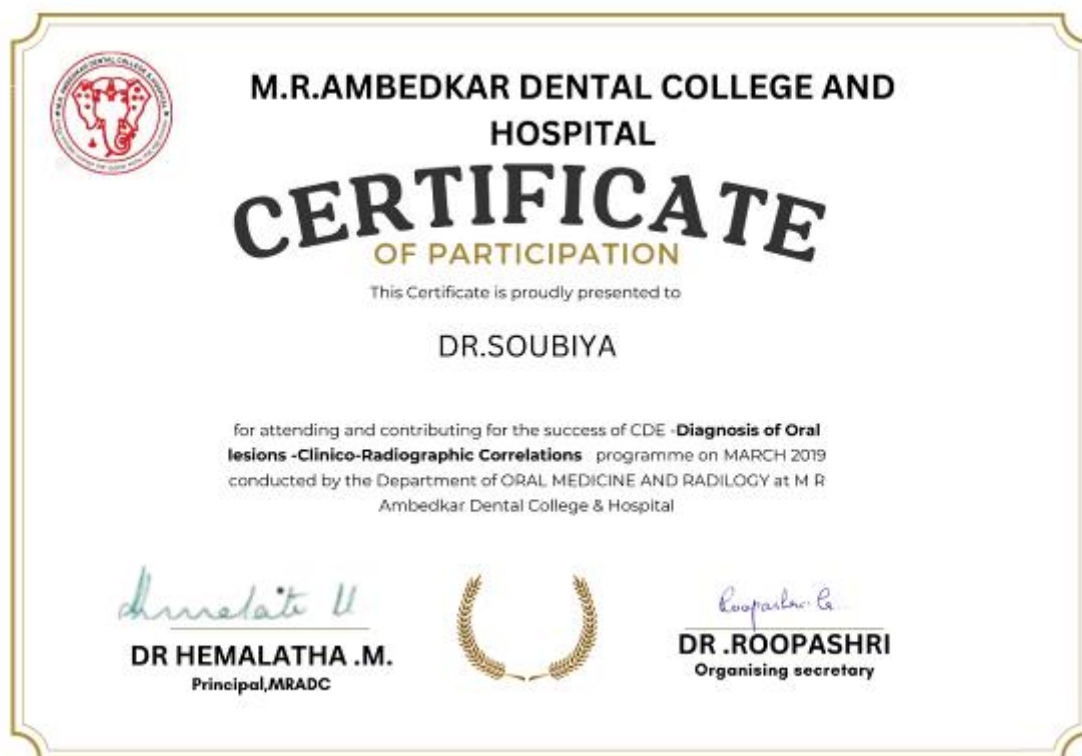 M.R.AMBEDKAR DENTAL COLLEGE AND
HOSPITAL
CERTIFICATE
OF PARTICIPATION
This Certificate is proudly presented to
DR.SOUBIYA
for attending and contributing for the success of CDE -Diagnosis of Oral
lesions -Clinico-Radiographic Correlations programme on MARCH 2019
conducted by the Department of ORAL MEDICINE AND RADILOGY at M R
Ambedkar Dental College & Hospital
DR HEMALATHA .M.
Principal,MRADC
DR .ROOPASHRI
Organising secretary